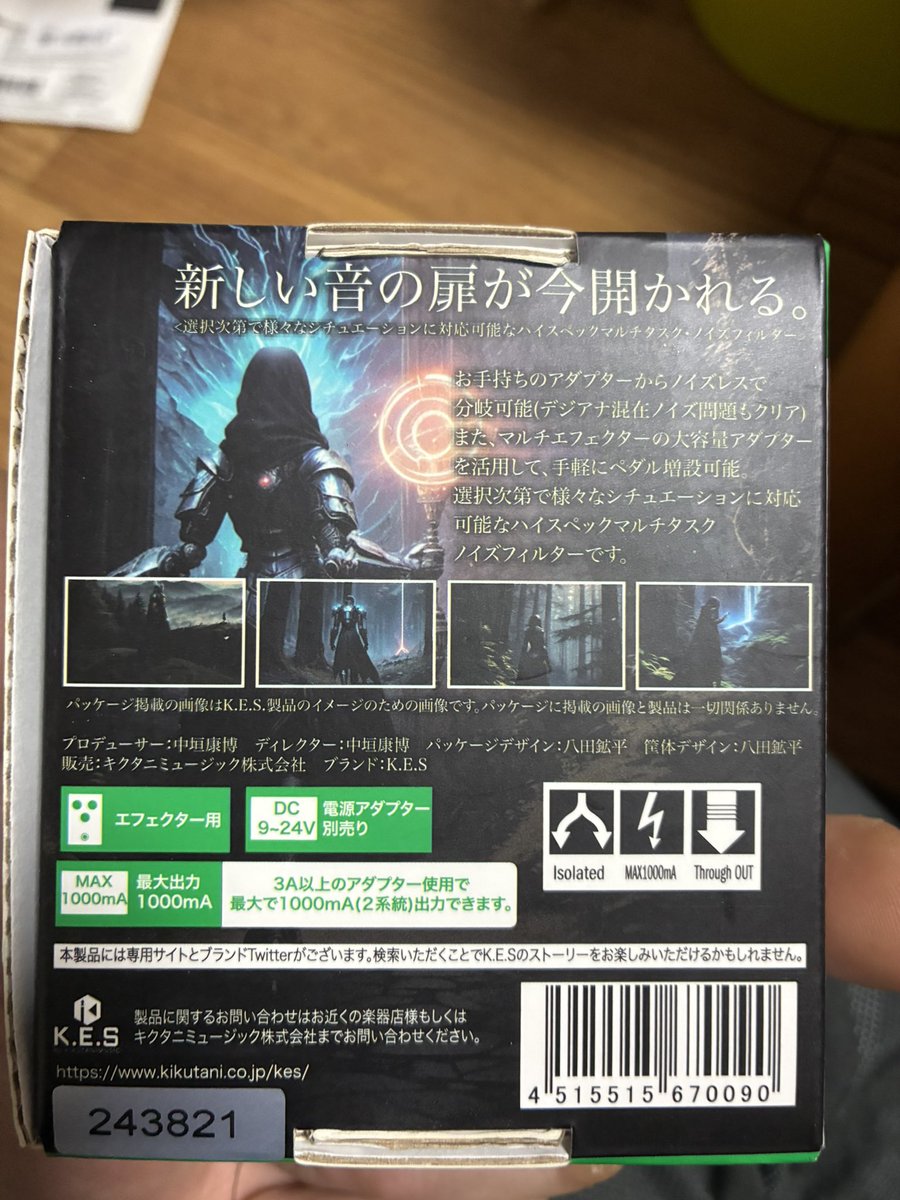 新しい音の扉が今開かれる。
<選択次第で様々なシチュエーションに対応可能なハイスペックマルチタスク・ノイズフィルター>
お手持ちのアダプターからノイズレスで
分岐可能(デジアナ混在ノイズ問題もクリア)
また、マルチエフェクターの大容量アダプター
を活用して、手軽にペダル増設可能。
選択次第で様々なシチュエーションに対応
可能なハイスペックマルチタスク
ノイズフィルターです。
パッケージ掲載の画像はK.E.S.製品のイメージのための画像です。パッケージに掲載の画像と製品は一切関係ありません。
プロデューサー:中垣康博 ディレクター:中垣康博 パッケージデザイン:八田鉱平 筐体デザイン:八田鉱平
販売:キクタニミュージック株式会社 ブランド:K.E.S
エフェクター用
DC
9~24V
電源アダプター
別売り
Isolated
MAX1000mA
Through OUT
MAX
1000mA
最大出力
1000mA
3A以上のアダプター使用で
最大で1000mA(2系統)出力できます。
本製品には専用サイトとブランドTwitterがございます。検索いただくことでK.E.Sのストーリーをお楽しみいただけるかもしれません。
K.E.S
製品に関するお問い合わせはお近くの楽器店様もしくは
キクタニミュージック株式会社までお問い合わせください。
https://www.kikutani.co.jp/kes/
4 515515 670090
243821